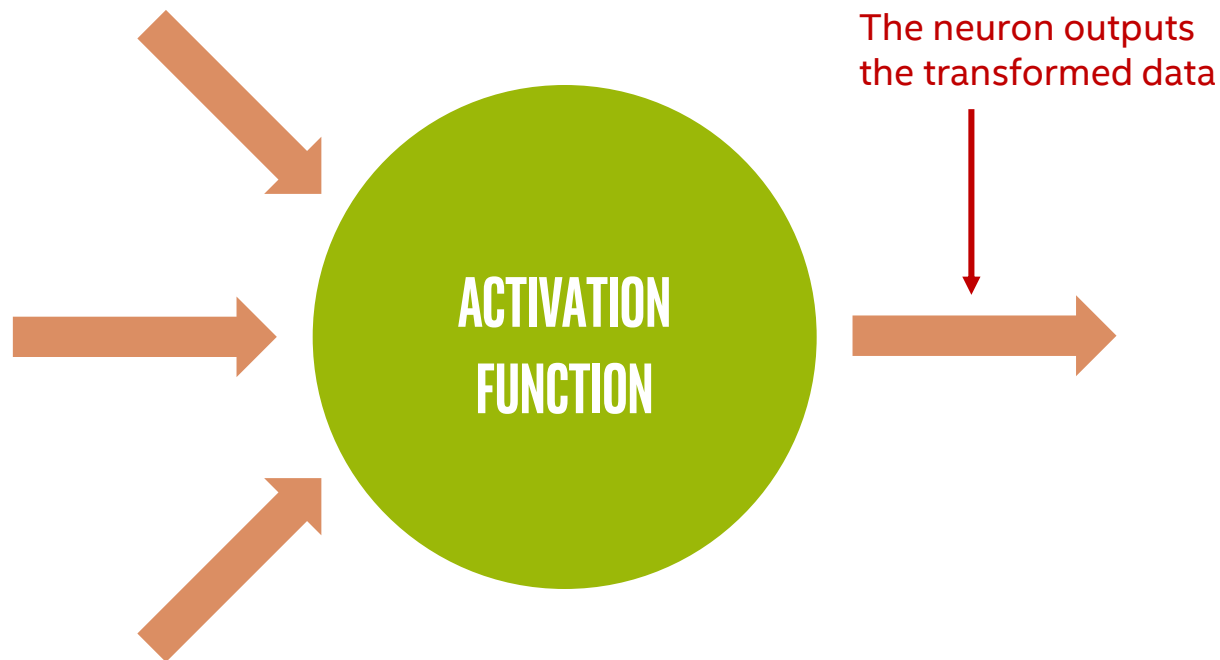 The neuron outputs
the transformed data
ACTIVATION
FUNCTION